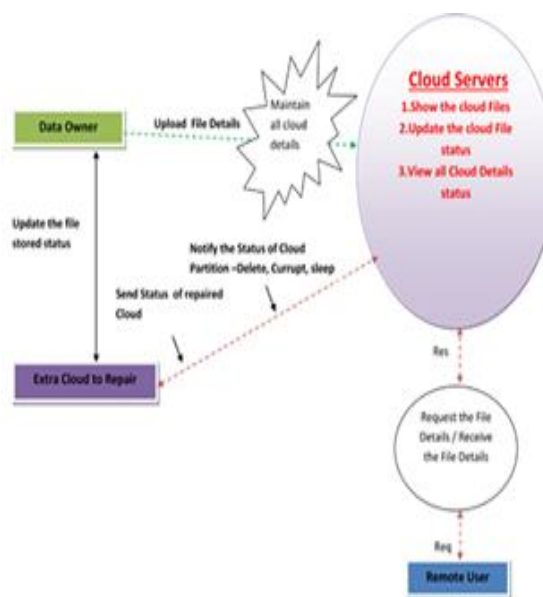 Cloud Servers
1.Show the cloud Files
2.Update the cloud File
status
3.View all Cloud Details
status
Maintain
all cloud
details
Upload File Details
Data Owner
Update the file
stored status
Notify the Status of Cloud
Partition =Delete, Currupt, sleep
Send Status of repaired
Cloud
Extra Cloud to Repair
Res
Request the File
Details / Receive
the File Details
Req
Remote User